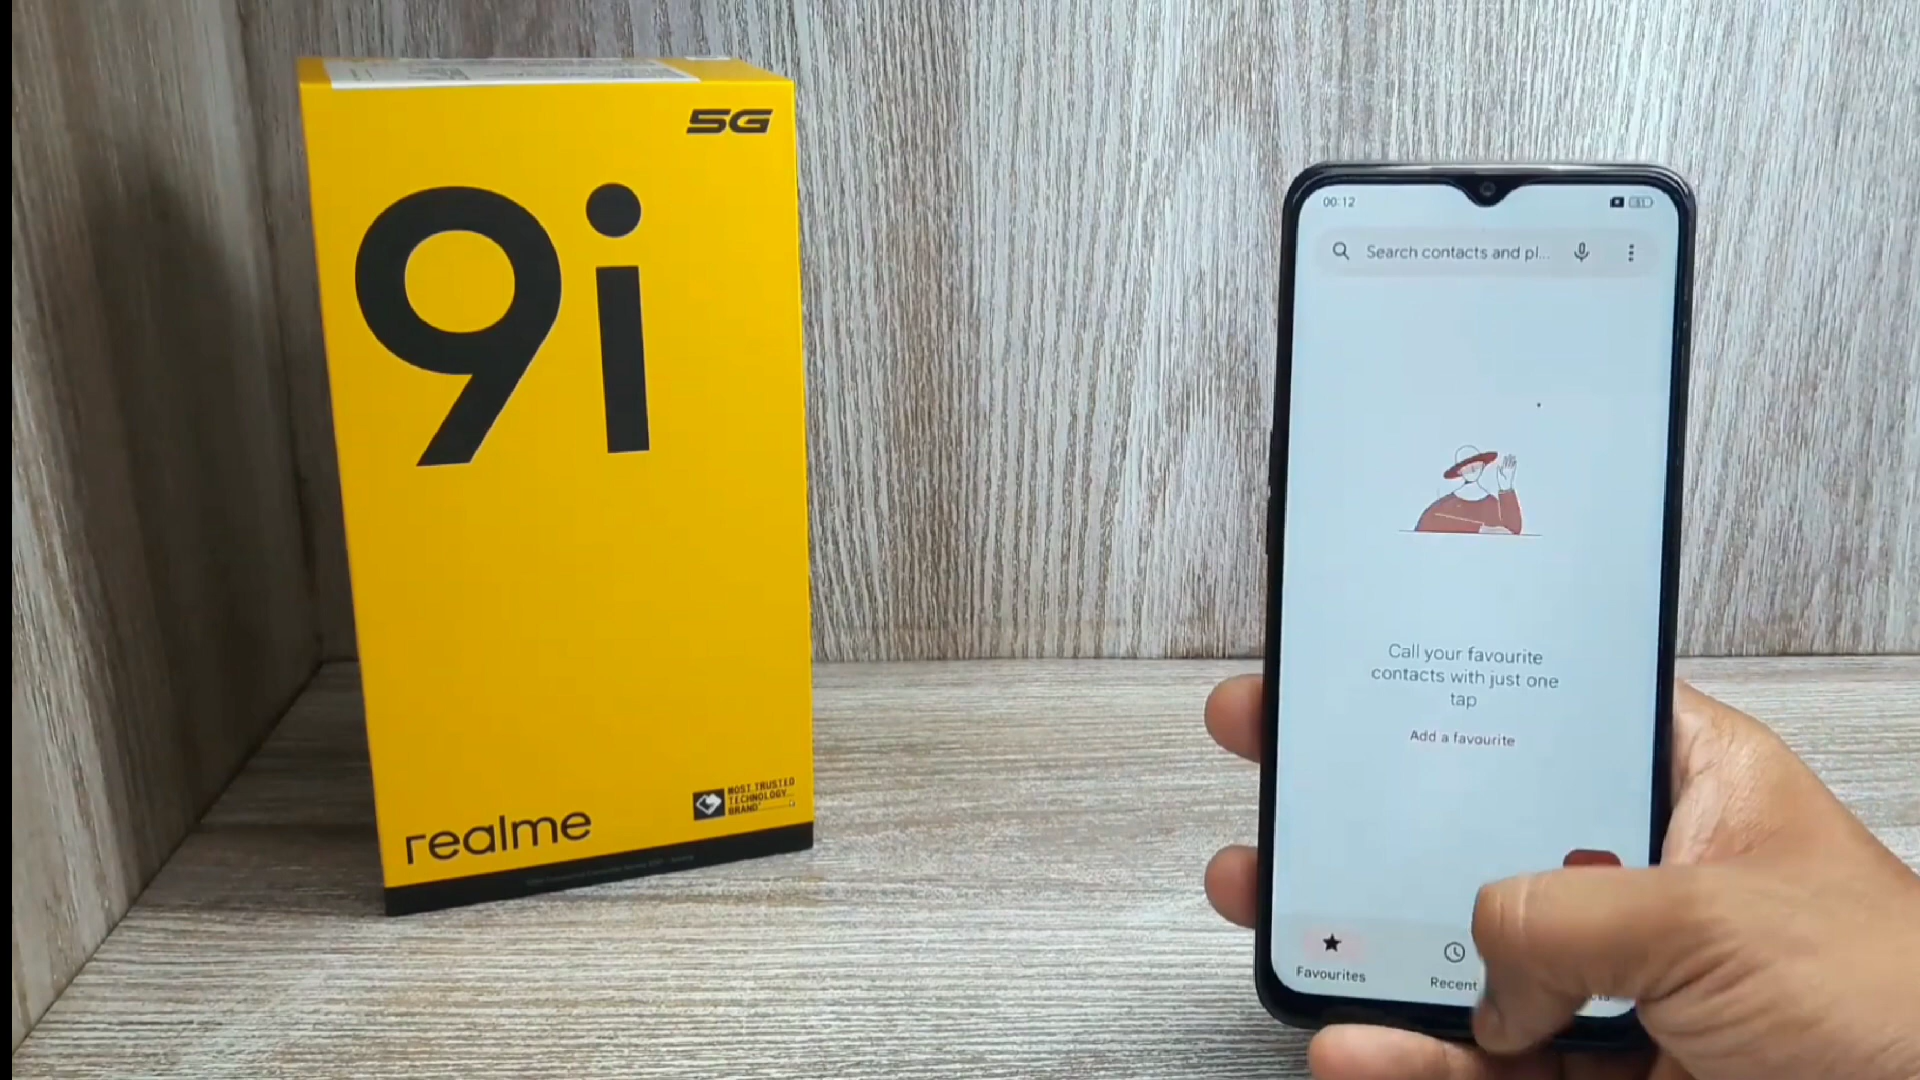 5G
9i
realme
MOST TRUSTED
TECHNOLOGY
BRAND
00:12
51
Search contacts and pl...
Call your favourite
contacts with just one
tap
Add a favourite
Favourites
Recent